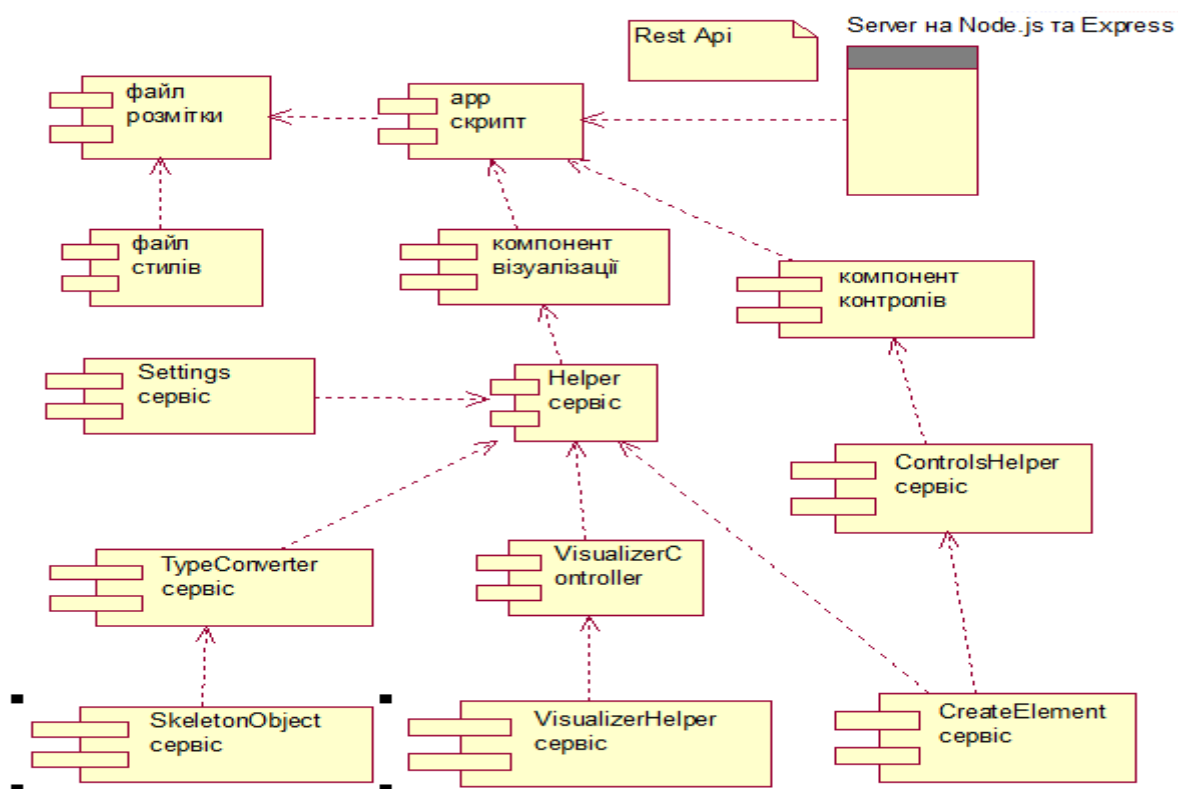 Rest Api
Server на Node.js та Express
файл
розмітки
app
скрипт
файл
стилів
компонент
візуалізації
компонент
контролів
Settings
сервіс
Helper
сервіс
ControlsHelper
сервіс
TypeConverter
сервіс
VisualizerC
ontroller
SkeletonObject
сервіс
VisualizerHelper
сервіс
CreateElement
сервіс